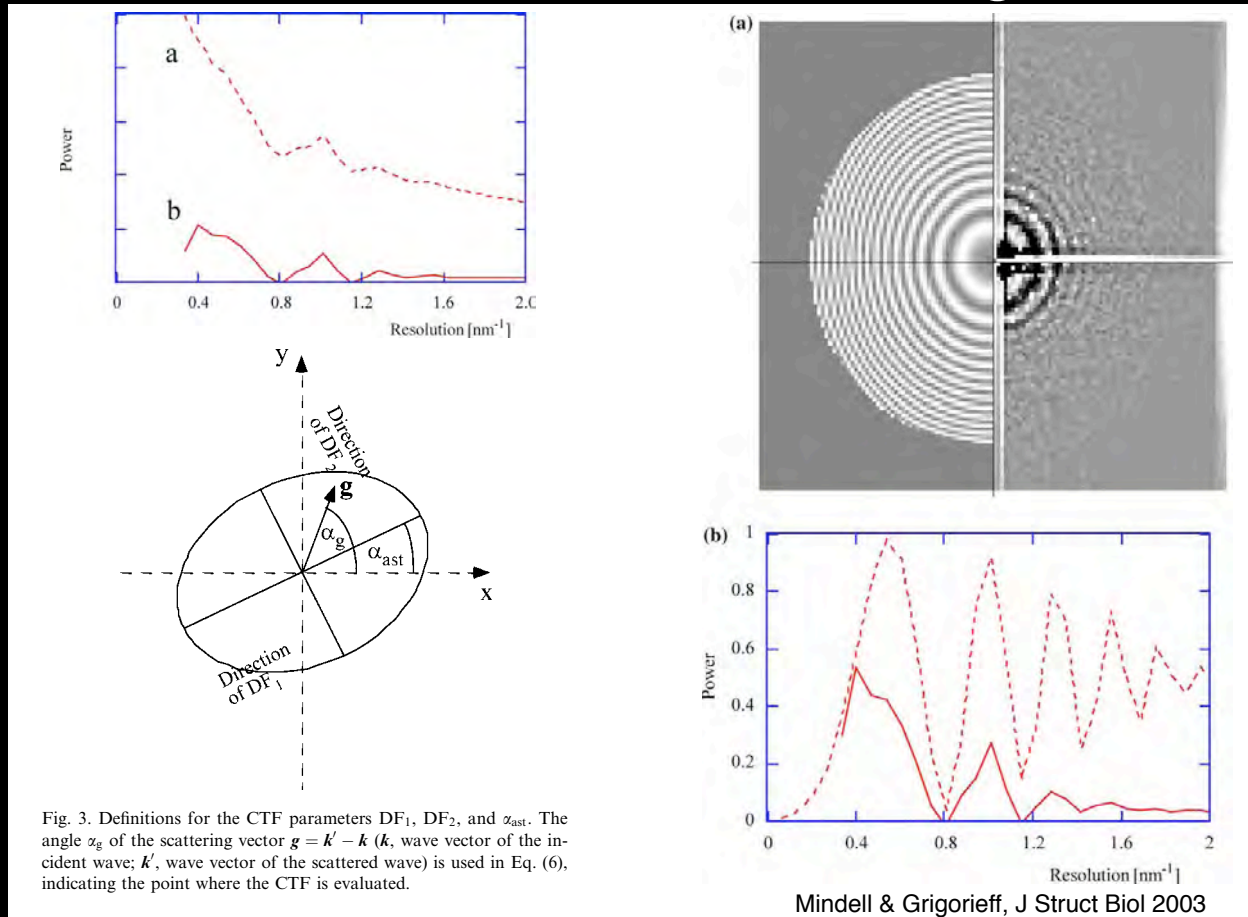 a
b
Power
0
0.4
0.8
1.2
1.6
2.0
Resolution [nm-1]
y
x
Direction
of DF2
g
αg
αast
Direction
of DF1
Fig. 3. Definitions for the CTF parameters DF1, DF2, and αast. The
angle αg of the scattering vector g = k′ − k (k, wave vector of the in-
cident wave; k′, wave vector of the scattered wave) is used in Eq. (6),
indicating the point where the CTF is evaluated.
(a)
(b)
1
0.8
0.6
0.4
0.2
0
Power
0
0.4
0.8
1.2
1.6
2
Resolution [nm-1]
Mindell & Grigorieff, J Struct Biol 2003